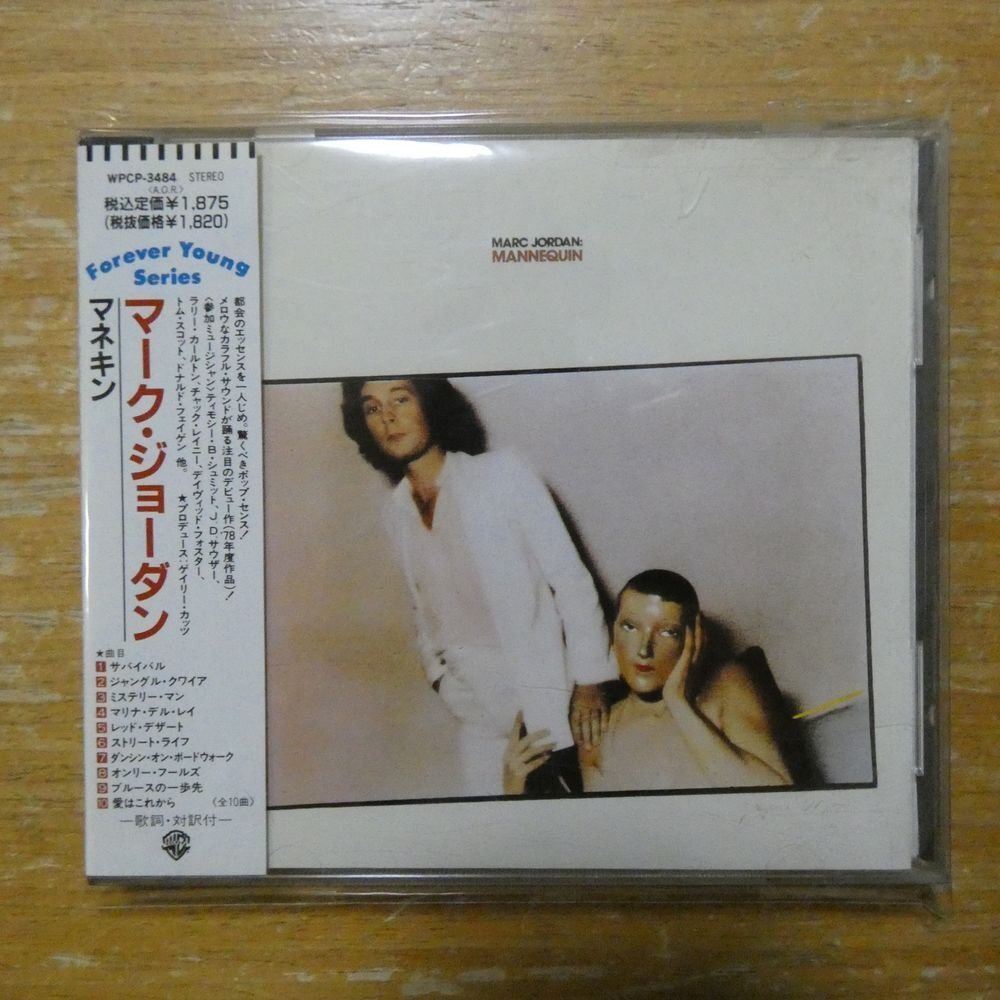 WPCP-3484 STEREO
〈A.O.R.〉
税込定価¥1,875
(税抜価格¥1,820)
Forever Young
Series
マーク・ジョーダン
マネキン
都会のエッセンスを一人じめ。驚くべきポップ・センス!
メロウなカラフル・サウンドが踊る注目のデビュー作('78年度作品)!
〈参加ミュージシャン〉ティモシー・B・シュミット、J.D.サウザー、
ラリー・カールトン、チャック・レイニー、デイヴィッド・フォスター、
トム・スコット、ドナルド・フェイゲン 他。 ★プロデュース:ゲイリー・カッツ
★曲目
1 サバイバル
2 ジャングル・クワイア
3 ミステリー・マン
4 マリナ・デル・レイ
5 レッド・デザート
6 ストリート・ライフ
7 ダンシン・オン・ボードウォーク
8 オンリー・フールズ
9 ブルースの一歩先
10 愛はこれから 〈全10曲〉
—歌詞・対訳付—
MARC JORDAN:
MANNEQUIN